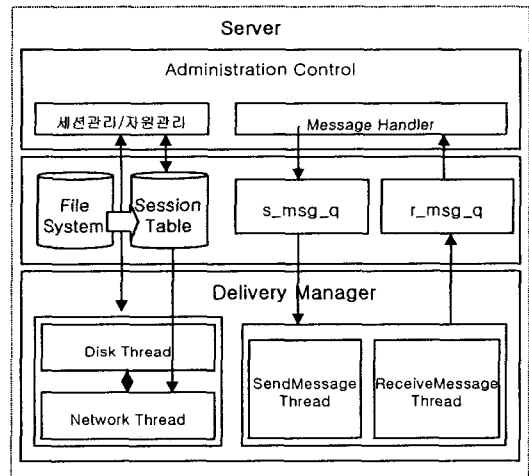 Server
Administration Control
세션관리/자원관리
Message Handler
File
System
Session
Table
s_msg_q
r_msg_q
Delivery Manager
Disk Thread
Network Thread
SendMessage
Thread
ReceiveMessage
Thread